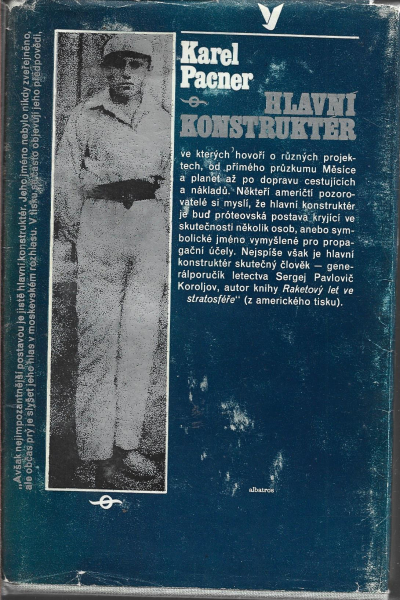 Karel
Pacner
HLAVNÍ
KONSTRUKTÉR
„Avšak nejimpozantnější postavou je jistě hlavní konstruktér. Jeho jméno nebylo nikdy zveřejněno,
ale občas prý je slyšet jeho hlas v moskevském rozhlasu. V tisku se často objevují jeho předpovědi,
ve kterých hovoří o různých projek-
tech, od přímého průzkumu Měsíce
a planet až po dopravu cestujících
a nákladů. Někteří američtí pozoro-
vatelé si myslí, že hlavní konstruktér
je buď próteovská postava kryjící ve
skutečnosti několik osob, anebo sym-
bolické jméno vymyšlené pro propa-
gační účely. Nejspíše však je hlavní
konstruktér skutečný člověk — gene-
rálporučík letectva Sergej Pavlovič
Koroljov, autor knihy Raketový let ve
stratosféře“ (z amerického tisku).
albatros